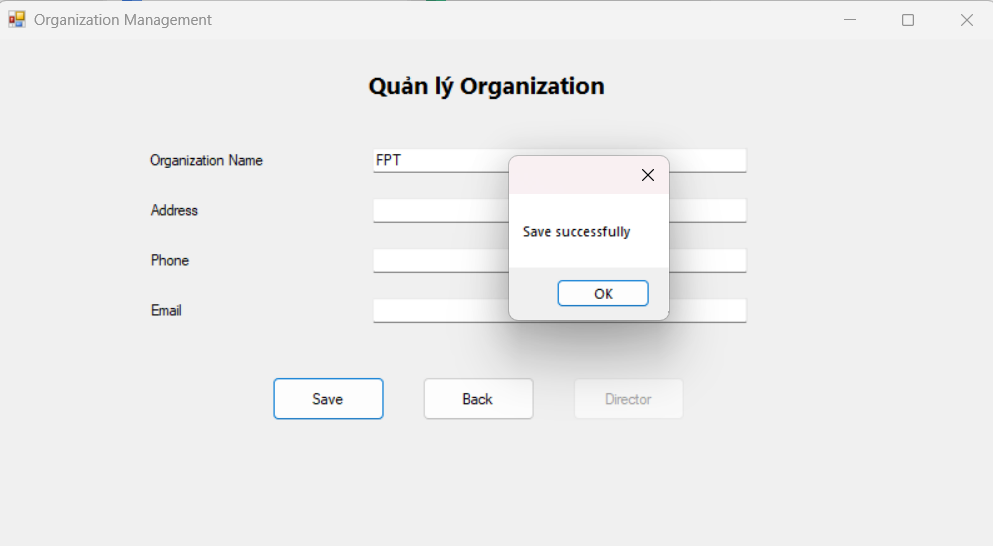 Organization Management
Quản lý Organization
Organization Name
FPT
Address
Phone
Email
Save successfully
OK
Save
Back
Director